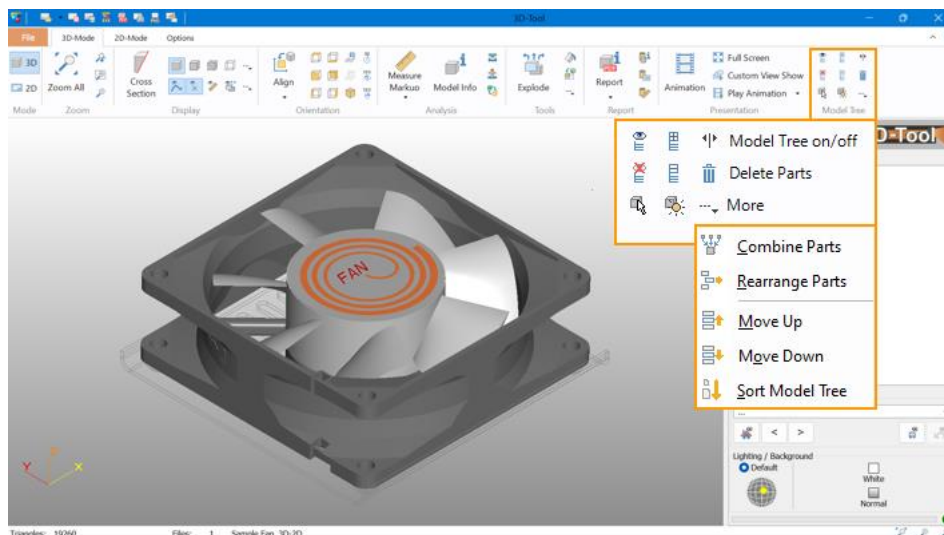 3D-Tool
File 3D-Mode 2D-Mode Options
3D
2D
Zoom All
Cross
Section
Align
Measure
Markup
Model Info
Explode
Report
Animation
Full Screen
Custom View Show
Play Animation
Mode Zoom Display Orientation Analysis Tools Report Presentation Model Tree
D-Tool
Model Tree on/off
Delete Parts
More
Combine Parts
Rearrange Parts
Move Up
Move Down
Sort Model Tree
FAN
Y Z X
...
< >
Lighting / Background
Default
White
Normal
Triangles: 19260 Files: 1 Sample Fan 3D-2D